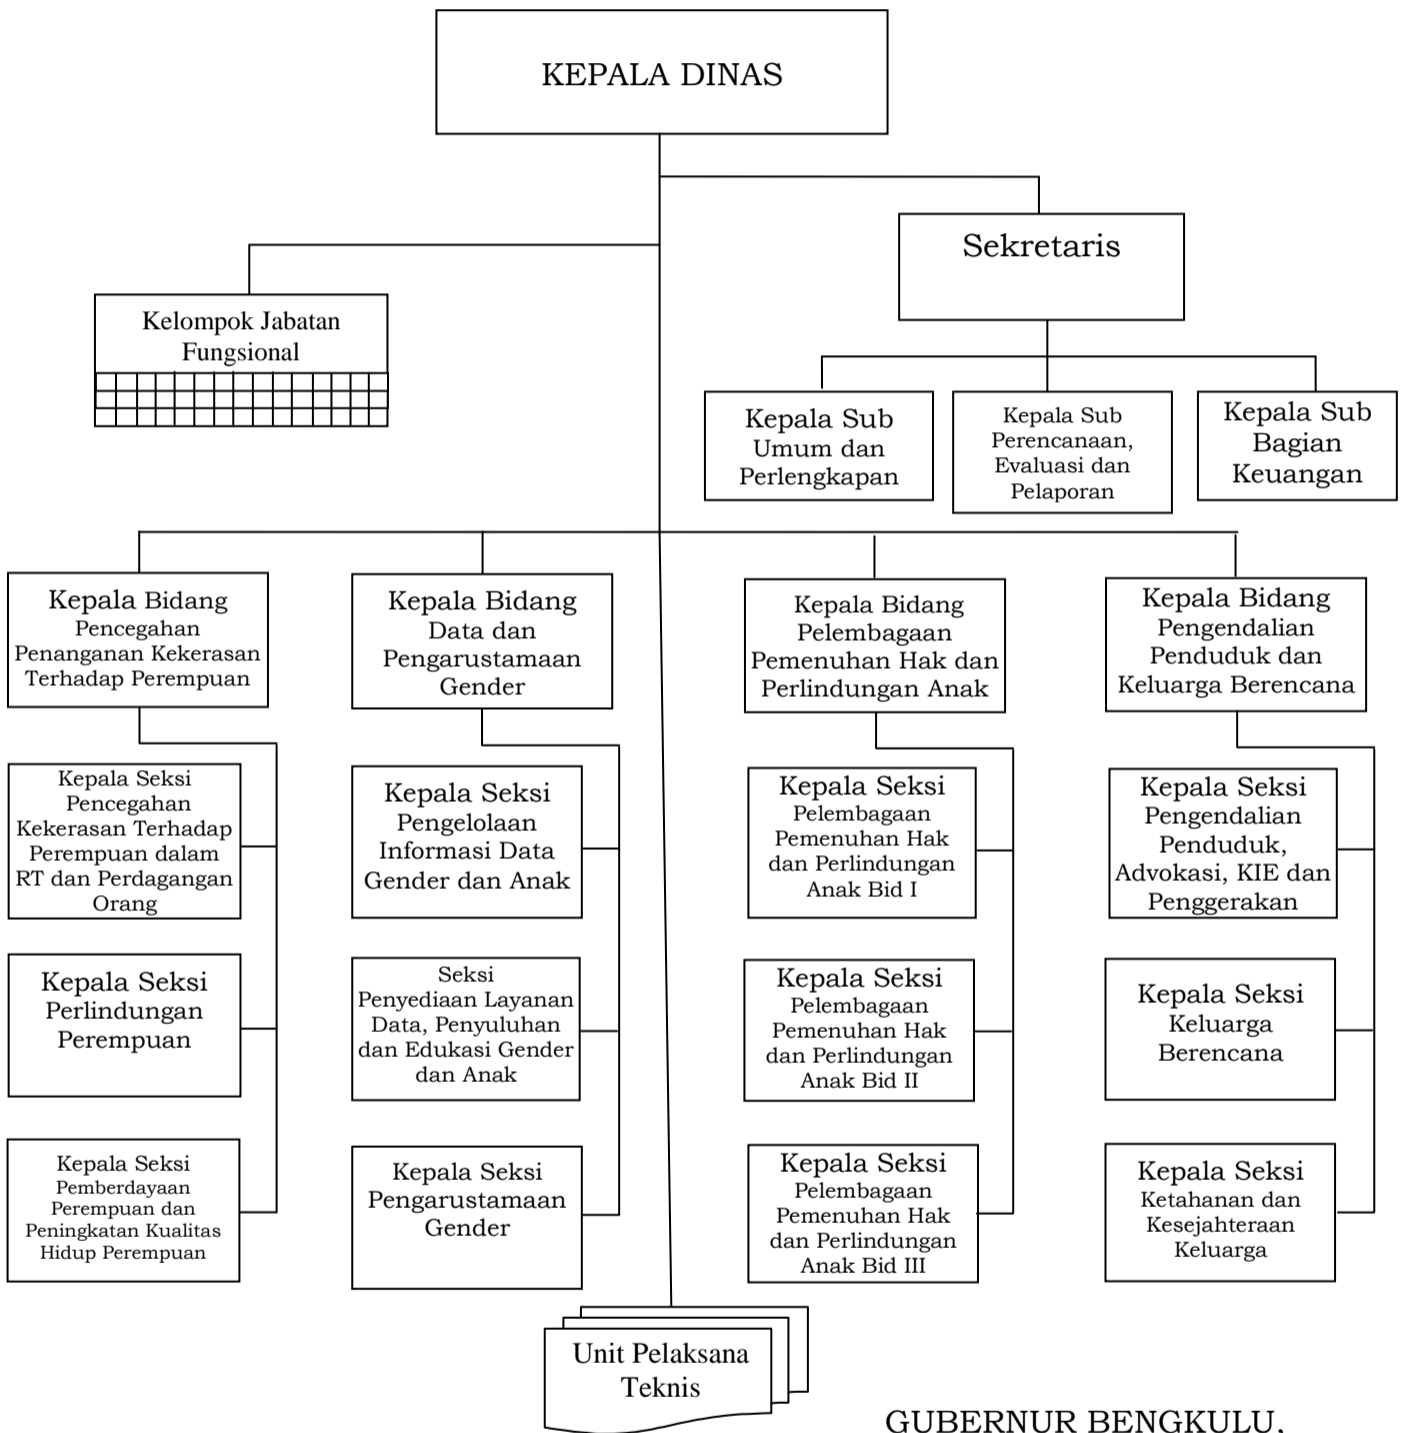 KEPALA DINAS
Sekretaris
Kelompok Jabatan
Fungsional
Kepala Sub
Umum dan
Perlengkapan
Kepala Sub
Perencanaan,
Evaluasi dan
Pelaporan
Kepala Sub
Bagian
Keuangan
Kepala Bidang
Pencegahan
Penanganan Kekerasan
Terhadap Perempuan
Kepala Bidang
Data dan
Pengarustamaan
Gender
Kepala Bidang
Pelembagaan
Pemenuhan Hak dan
Perlindungan Anak
Kepala Bidang
Pengendalian
Penduduk dan
Keluarga Berencana
Kepala Seksi
Pencegahan
Kekerasan Terhadap
Perempuan dalam
RT dan Perdagangan
Orang
Kepala Seksi
Pengelolaan
Informasi Data
Gender dan Anak
Kepala Seksi
Pelembagaan
Pemenuhan Hak
dan Perlindungan
Anak Bid I
Kepala Seksi
Pengendalian
Penduduk,
Advokasi, KIE dan
Penggerakan
Kepala Seksi
Perlindungan
Perempuan
Seksi
Penyediaan Layanan
Data, Penyuluhan
dan Edukasi Gender
dan Anak
Kepala Seksi
Pelembagaan
Pemenuhan Hak
dan Perlindungan
Anak Bid II
Kepala Seksi
Keluarga
Berencana
Kepala Seksi
Pemberdayaan
Perempuan dan
Peningkatan Kualitas
Hidup Perempuan
Kepala Seksi
Pengarustamaan
Gender
Kepala Seksi
Pelembagaan
Pemenuhan Hak
dan Perlindungan
Anak Bid III
Kepala Seksi
Ketahanan dan
Kesejahteraan
Keluarga
Unit Pelaksana
Teknis
GUBERNUR BENGKULU,